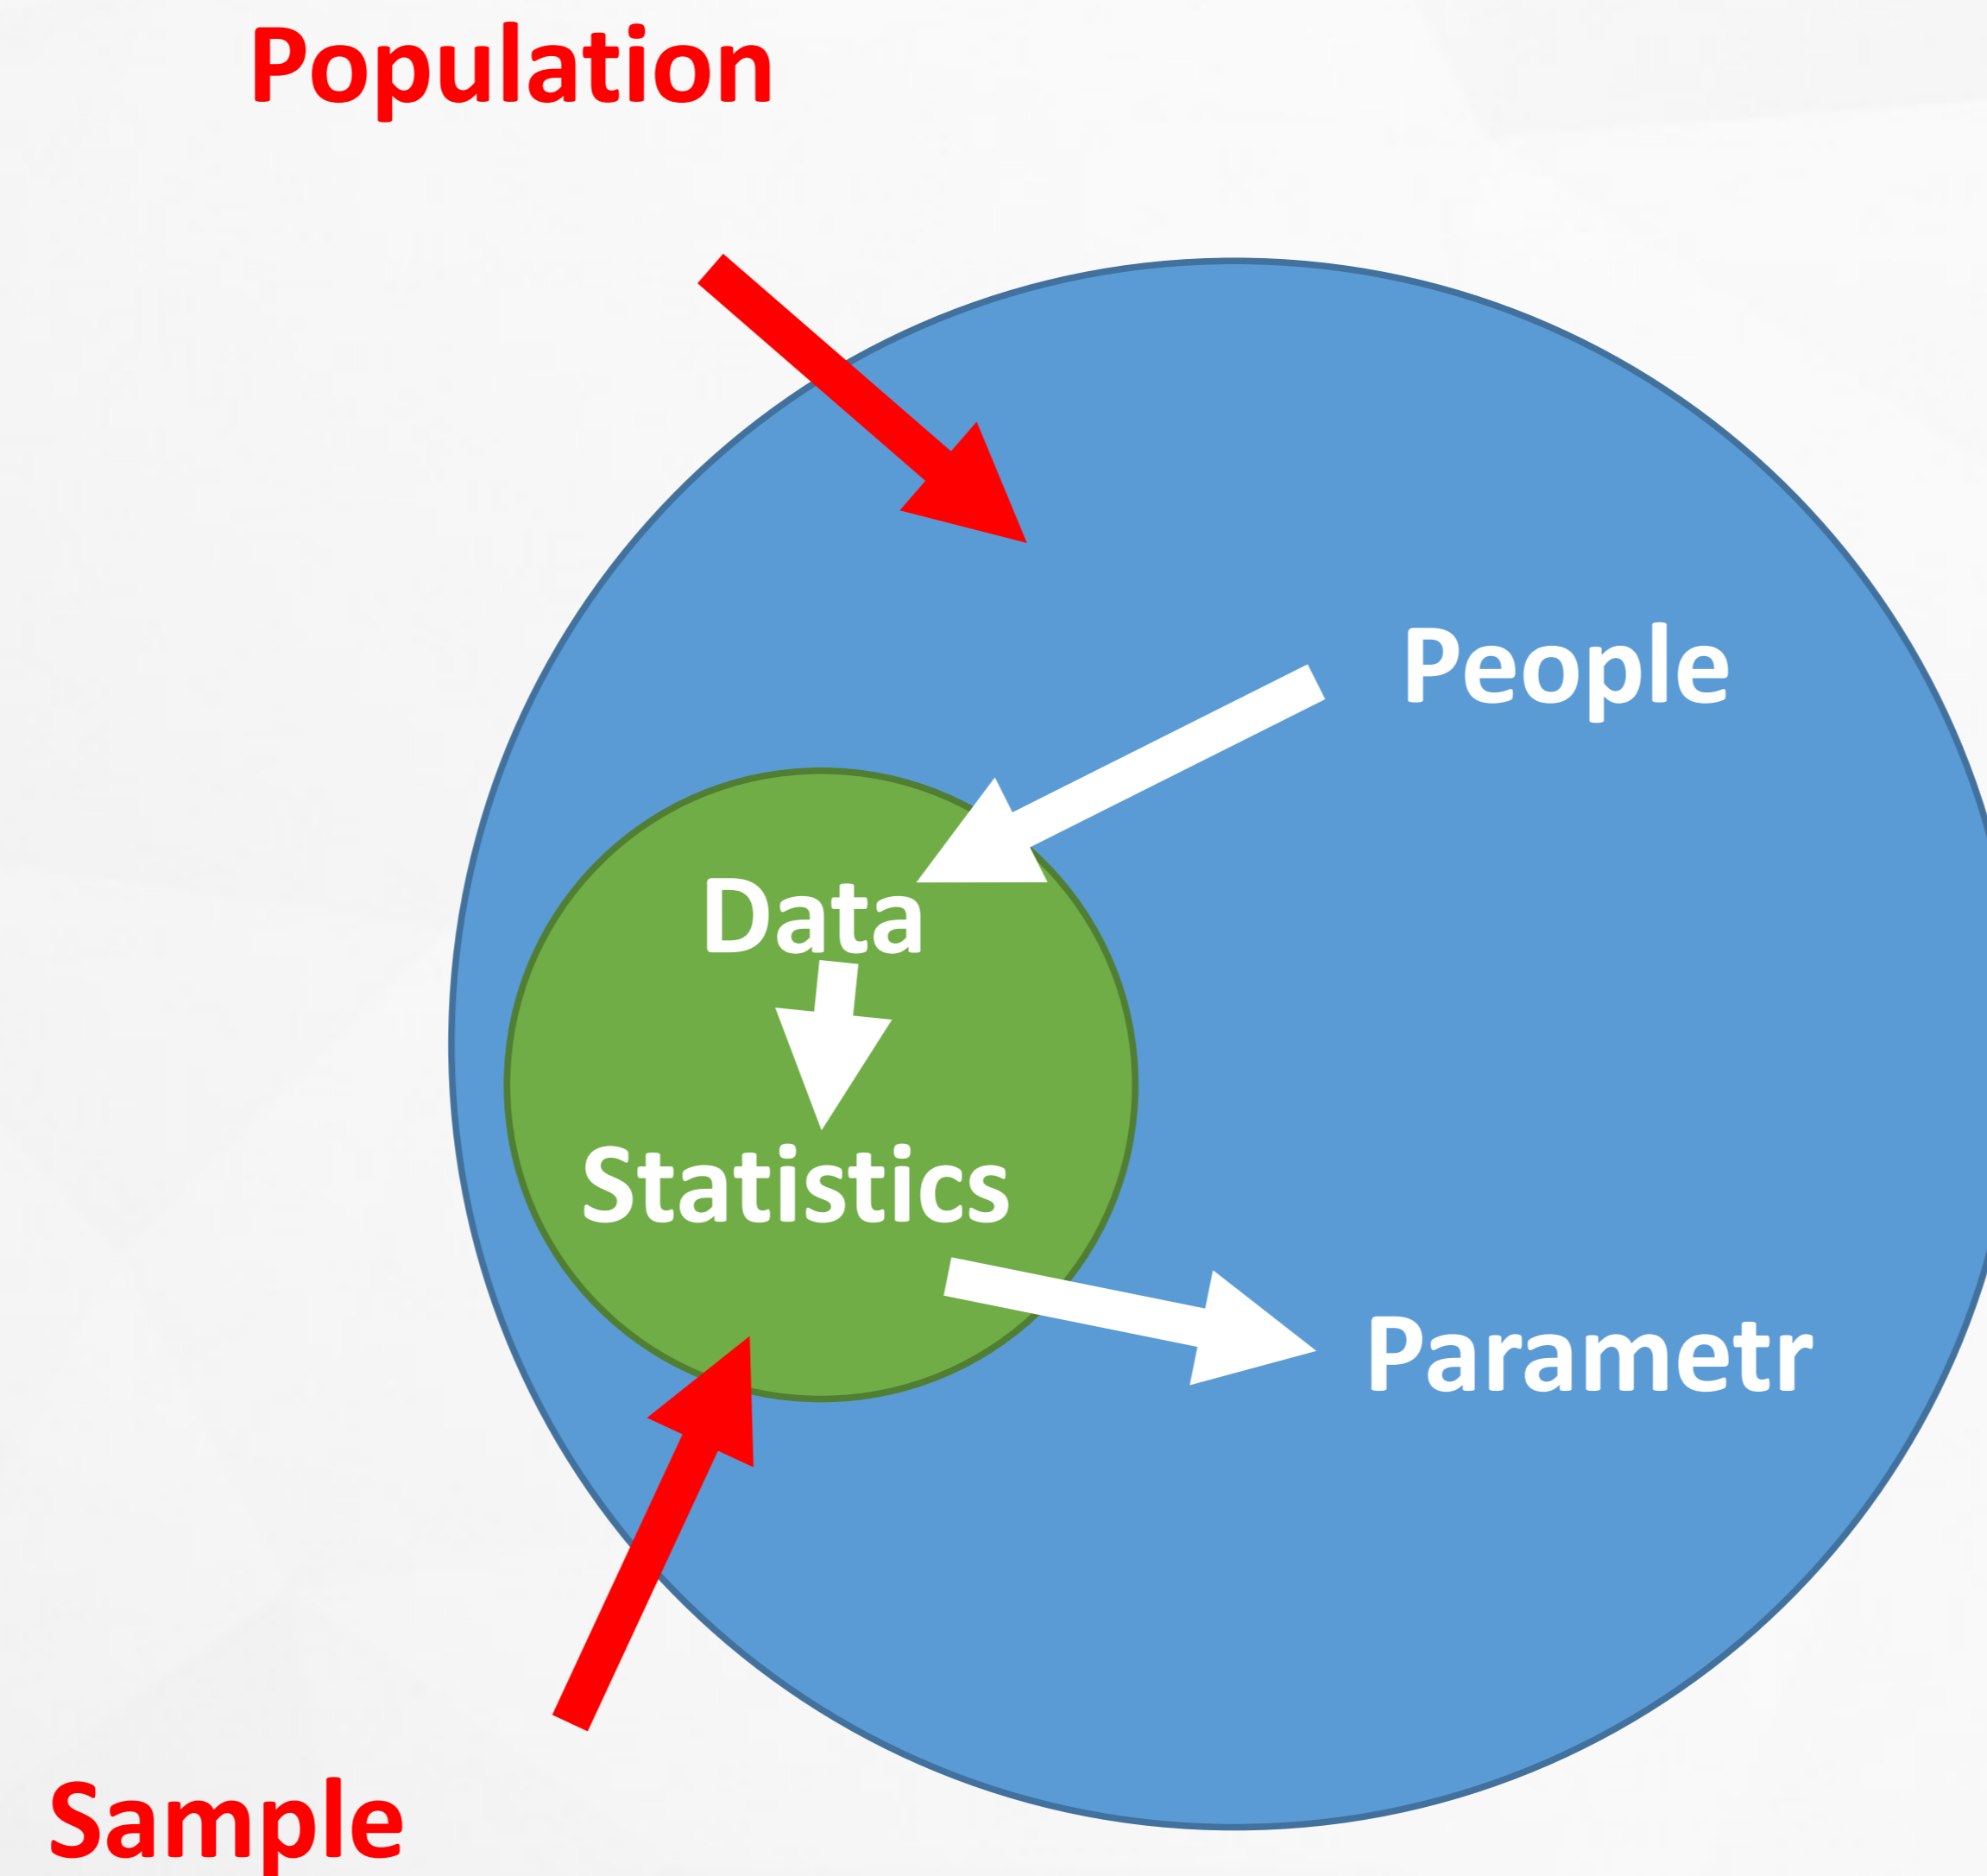 Population
People
Data
Statistics
Parametr
Sample